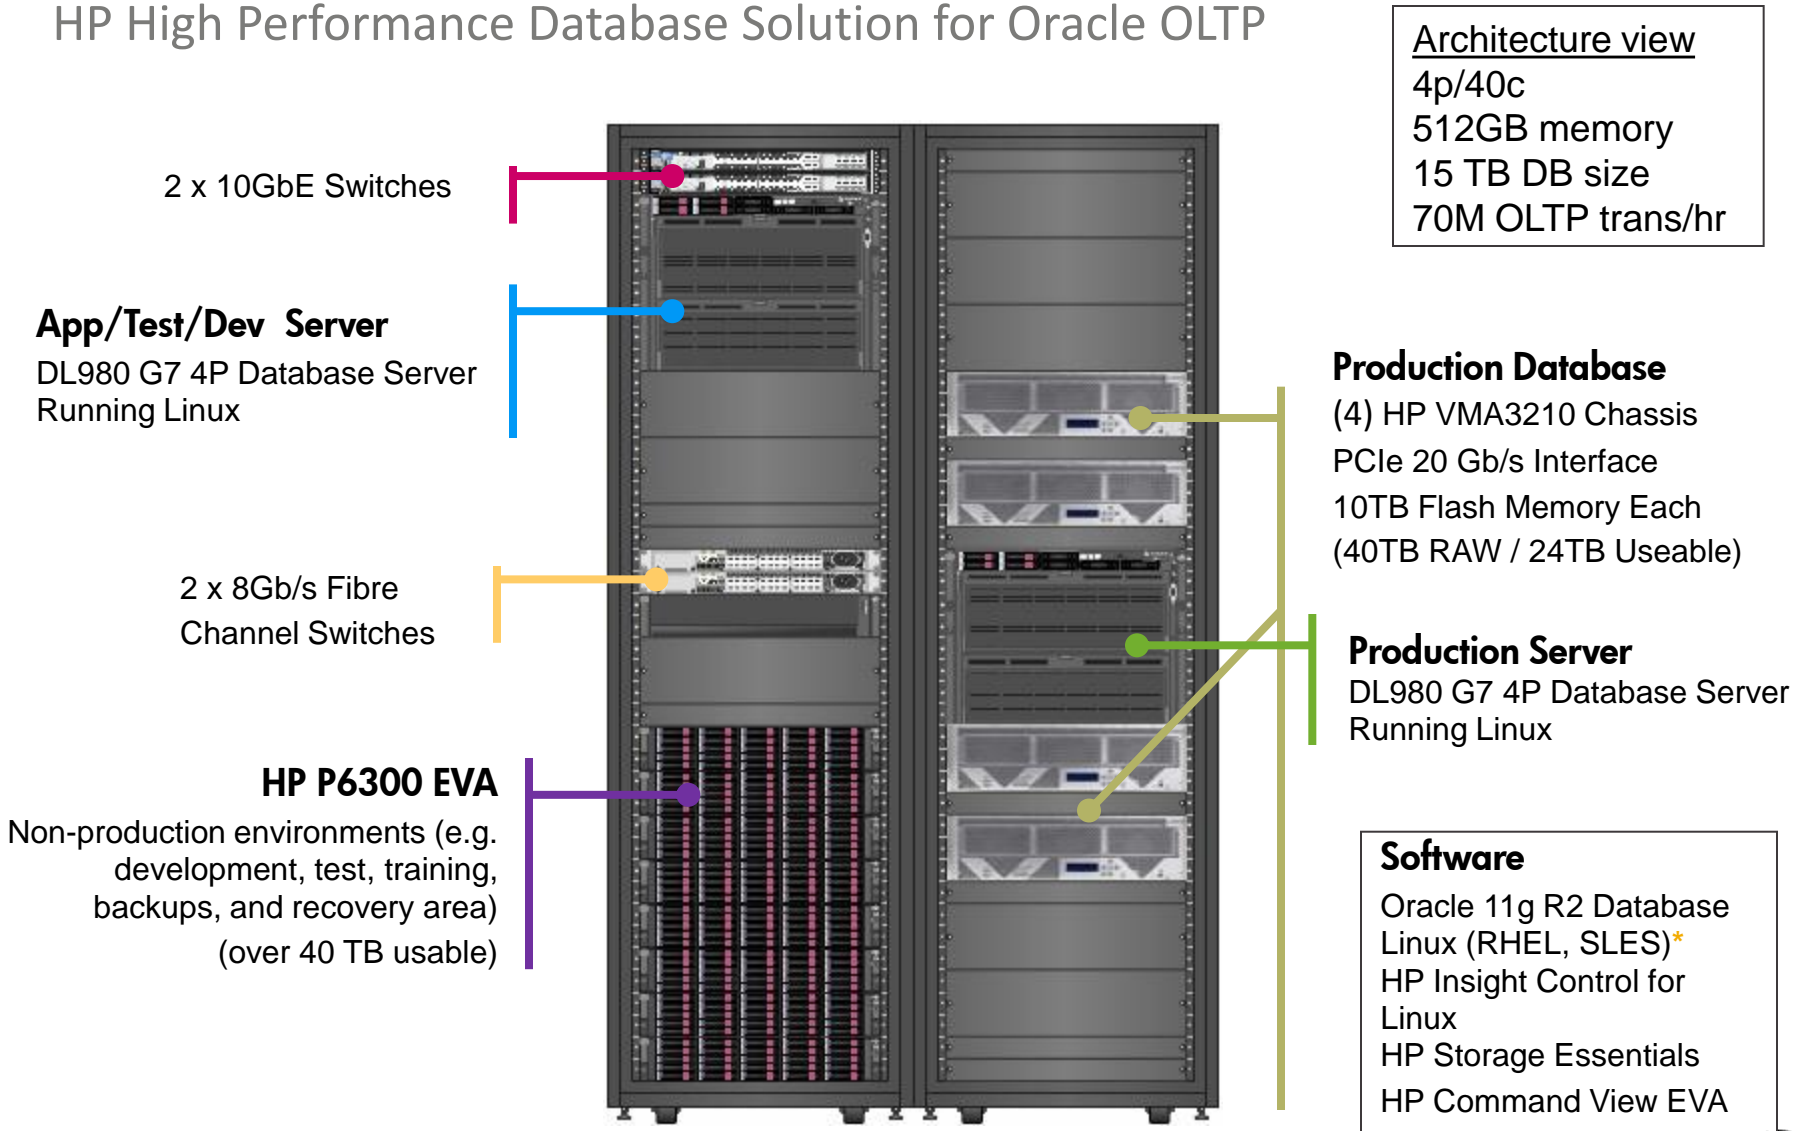 HP High Performance Database Solution for Oracle OLTP
Architecture view
4p/40c
512GB memory
15 TB DB size
70M OLTP trans/hr
2 x 10GbE Switches
App/Test/Dev Server
DL980 G7 4P Database Server
Running Linux
2 x 8Gb/s Fibre
Channel Switches
HP P6300 EVA
Non-production environments (e.g.
development, test, training,
backups, and recovery area)
(over 40 TB usable)
Production Database
(4) HP VMA3210 Chassis
PCIe 20 Gb/s Interface
10TB Flash Memory Each
(40TB RAW / 24TB Useable)
Production Server
DL980 G7 4P Database Server
Running Linux
Software
Oracle 11g R2 Database
Linux (RHEL, SLES)*
HP Insight Control for
Linux
HP Storage Essentials
HP Command View EVA